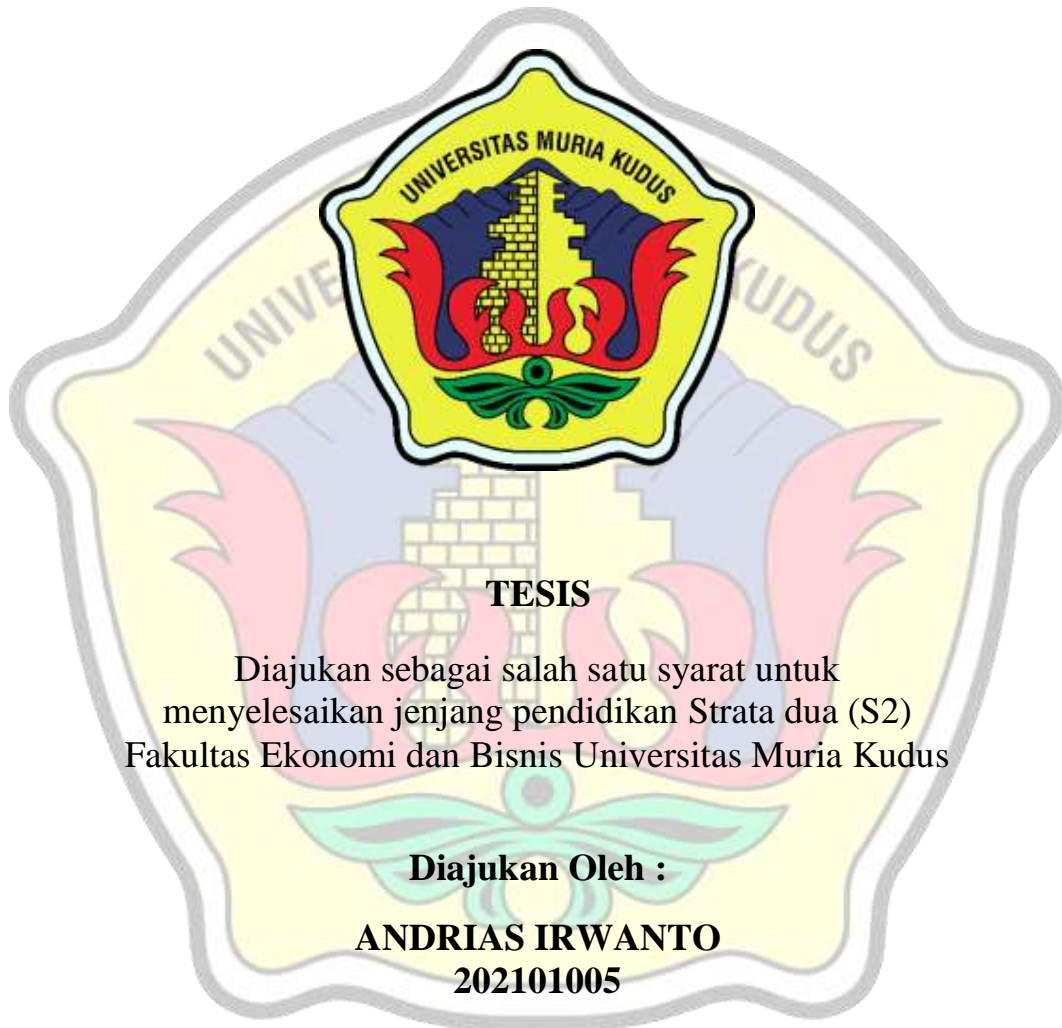 UNIVERSITAS MURIA KUDUS
TESIS
Diajukan sebagai salah satu syarat untuk
menyelesaikan jenjang pendidikan Strata dua (S2)
Fakultas Ekonomi dan Bisnis Universitas Muria Kudus
Diajukan Oleh :
ANDRIAS IRWANTO
202101005